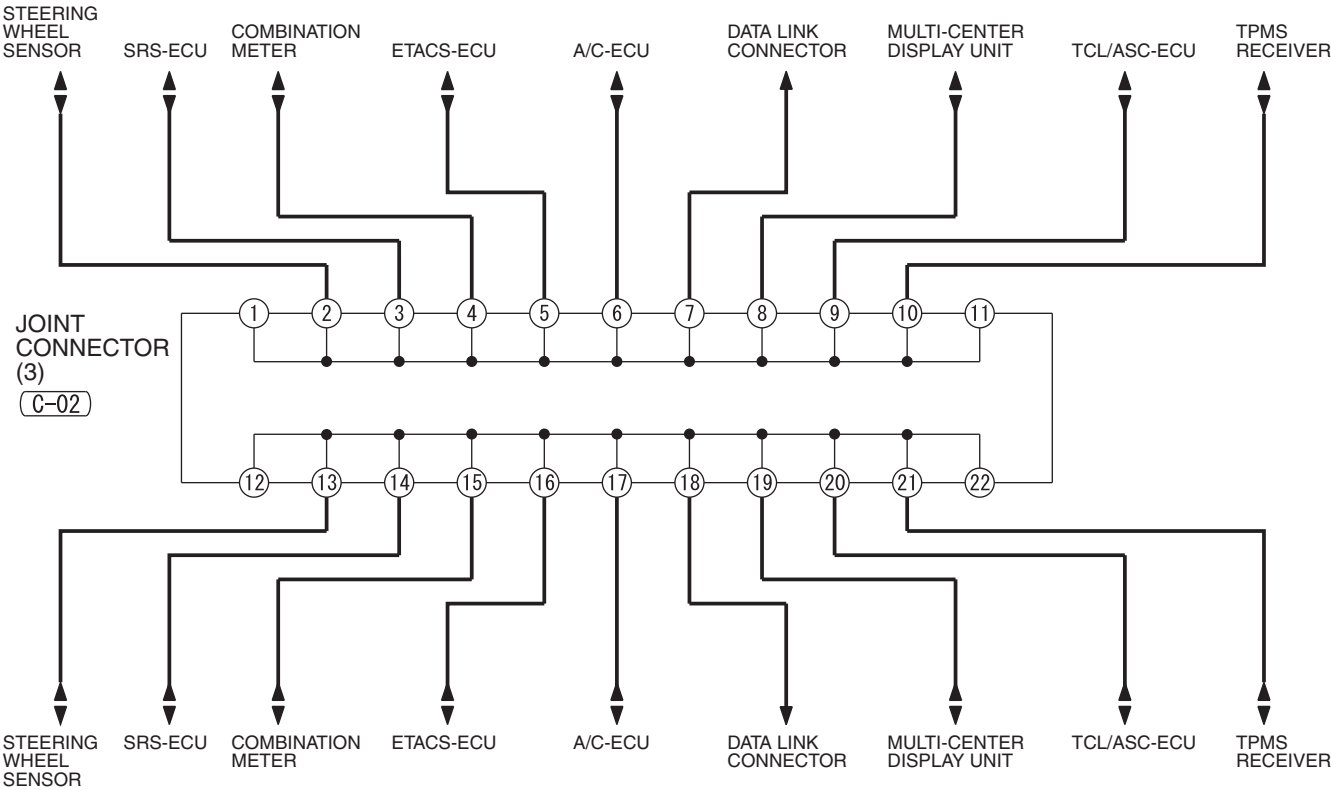 STEERING
WHEEL
SENSOR
SRS-ECU
COMBINATION
METER
ETACS-ECU
A/C-ECU
DATA LINK
CONNECTOR
MULTI-CENTER
DISPLAY UNIT
TCL/ASC-ECU
TPMS
RECEIVER
1 2 3 4 5 6 7 8 9 10 11
JOINT
CONNECTOR
(3)
C-02
12 13 14 15 16 17 18 19 20 21 22
STEERING
WHEEL
SENSOR
SRS-ECU
COMBINATION
METER
ETACS-ECU
A/C-ECU
DATA LINK
CONNECTOR
MULTI-CENTER
DISPLAY UNIT
TCL/ASC-ECU
TPMS
RECEIVER